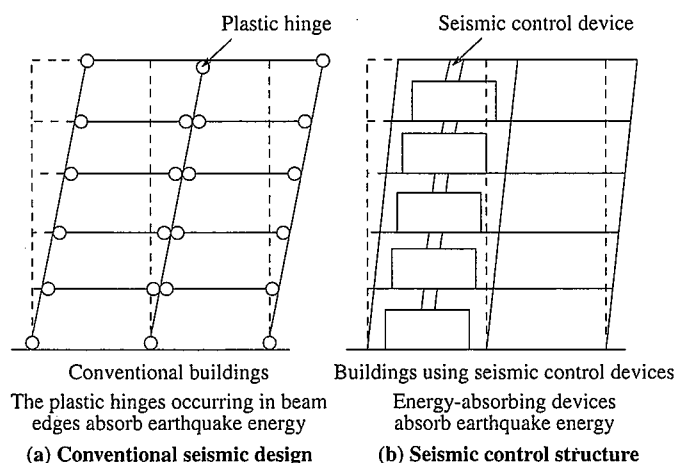 Plastic hinge
Seismic control device
Conventional buildings
The plastic hinges occurring in beam
edges absorb earthquake energy
(a) Conventional seismic design
Buildings using seismic control devices
Energy-absorbing devices
absorb earthquake energy
(b) Seismic control structure